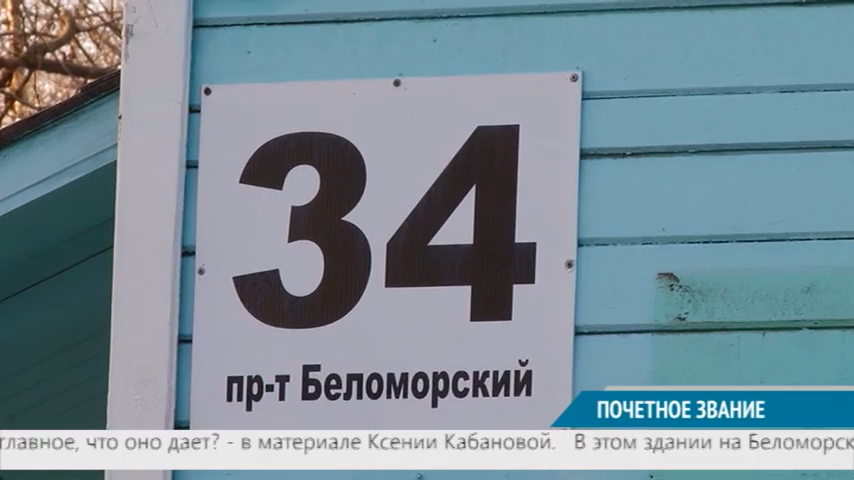 34
пр-т Беломорский
ПОЧЕТНОЕ ЗВАНИЕ
главное, что оно дает? - в материале Ксении Кабановой. В этом здании на Беломорск